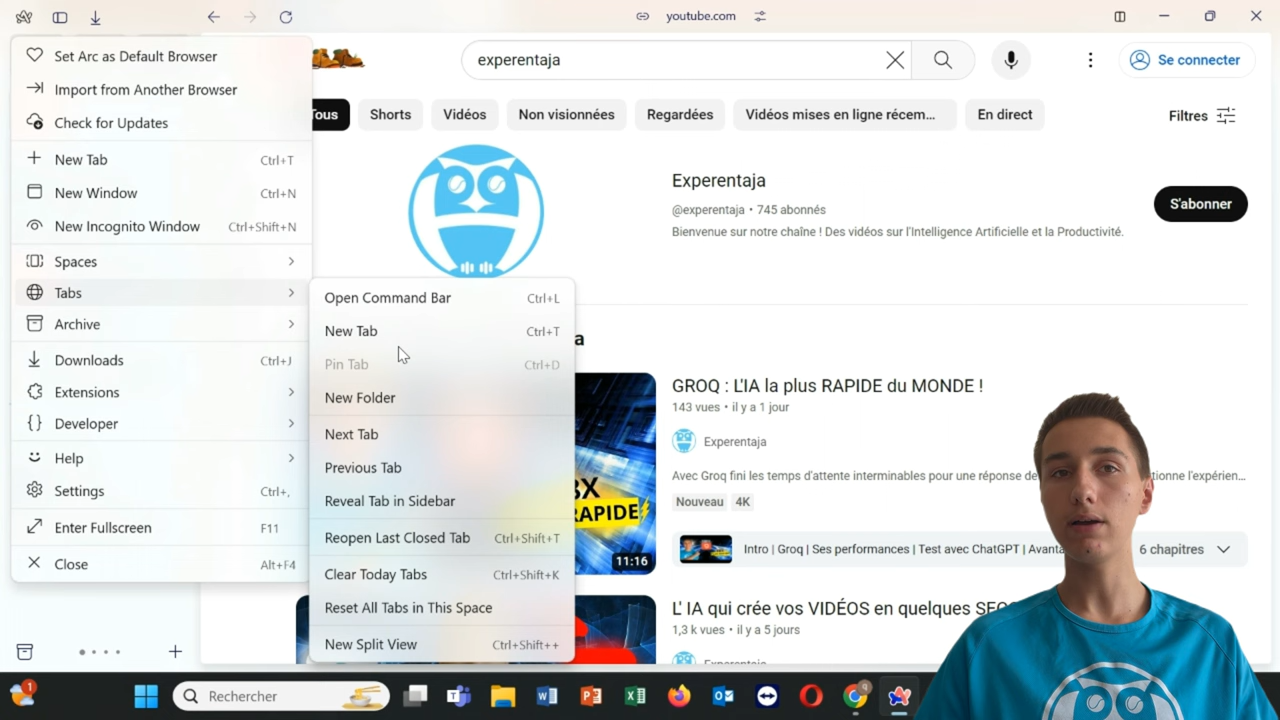 youtube.com
Set Arc as Default Browser
Import from Another Browser
Check for Updates
New Tab Ctrl+T
New Window Ctrl+N
New Incognito Window Ctrl+Shift+N
Spaces
Tabs
Archive
Downloads Ctrl+J
Extensions
Developer
Help
Settings Ctrl+,
Enter Fullscreen F11
Close Alt+F4
Open Command Bar Ctrl+L
New Tab Ctrl+T
Pin Tab Ctrl+D
New Folder
Next Tab
Previous Tab
Reveal Tab in Sidebar
Reopen Last Closed Tab Ctrl+Shift+T
Clear Today Tabs Ctrl+Shift+K
Reset All Tabs in This Space
New Split View Ctrl+Shift++
experentaja
Se connecter
Tous Shorts Vidéos Non visionnées Regardées Vidéos mises en ligne récem... En direct Filtres
Experentaja
@experentaja • 745 abonnés
Bienvenue sur notre chaîne ! Des vidéos sur l'Intelligence Artificielle et la Productivité.
S'abonner
RAPIDE
11:16
GROQ : L'IA la plus RAPIDE du MONDE !
143 vues • il y a 1 jour
Experentaja
Avec Groq fini les temps d'attente interminables pour une réponse de
Nouveau 4K
Intro | Groq | Ses performances | Test avec ChatGPT | Avanta
6 chapitres
L' IA qui crée vos VIDÉOS en quelques
1,3 k vues • il y a 5 jours
Experentaja
1
Rechercher